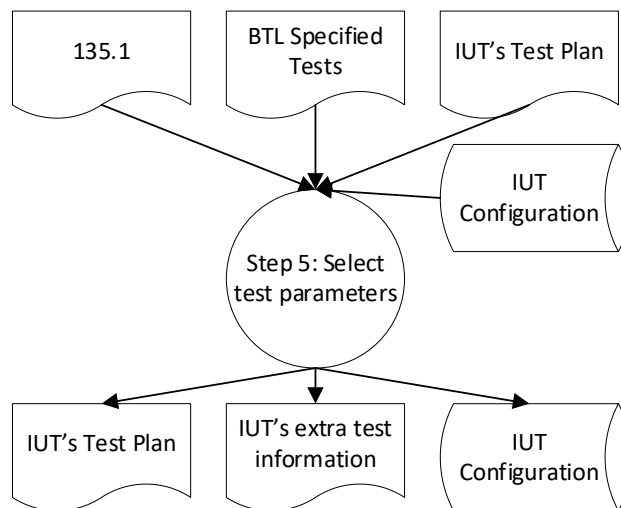 135.1
BTL Specified
Tests
IUT’s Test Plan
IUT
Configuration
Step 5: Select
test parameters
IUT’s Test Plan
IUT’s extra test
information
IUT
Configuration